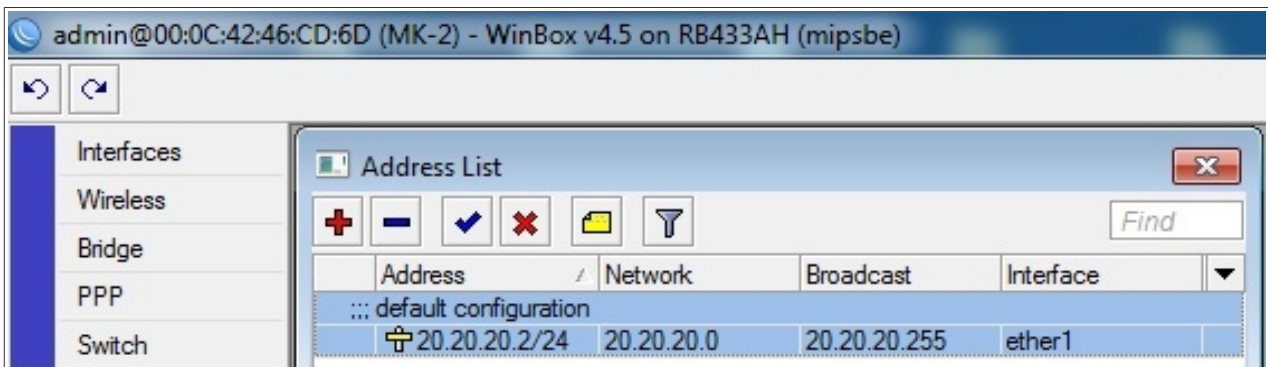 admin@00:0C:42:46:CD:6D (MK-2) - WinBox v4.5 on RB433AH (mipsbe)
Interfaces
Wireless
Bridge
PPP
Switch
Address List
Find
Address Network Broadcast Interface
;;; default configuration
20.20.20.2/24 20.20.20.0 20.20.20.255 ether1